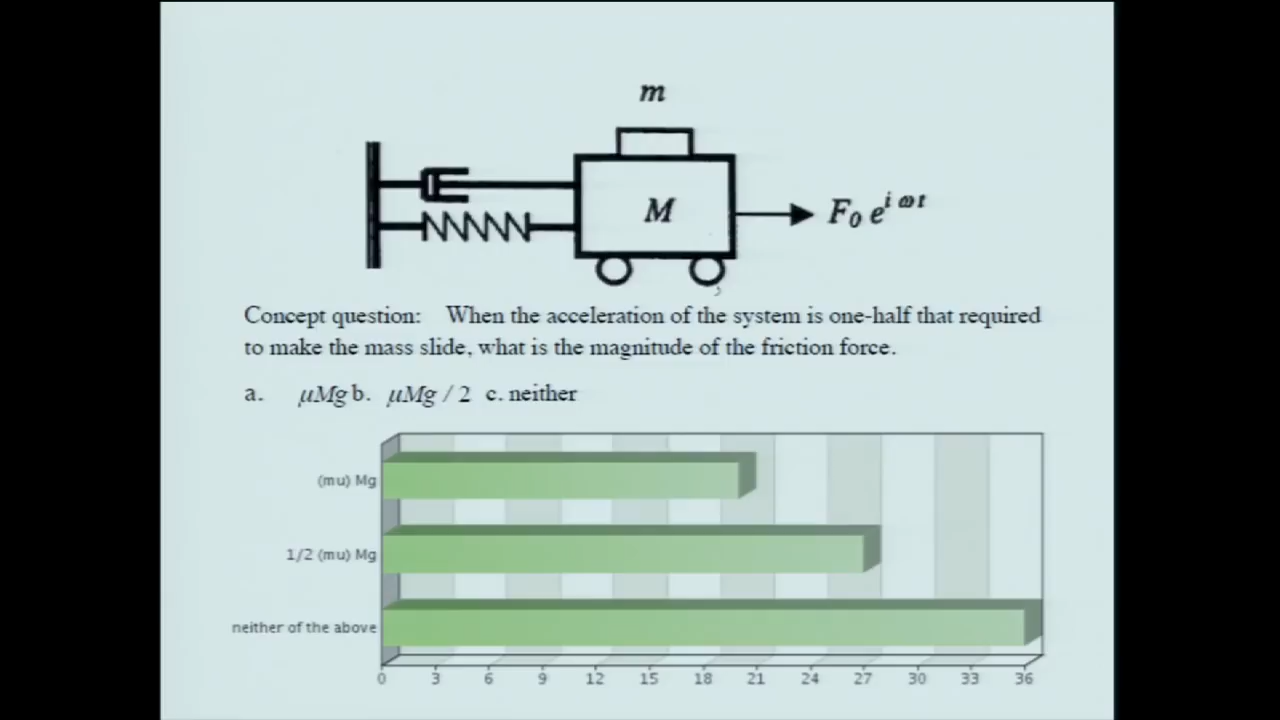 m
M
F₀ e^{i ω t}
Concept question: When the acceleration of the system is one-half that required
to make the mass slide, what is the magnitude of the friction force.
a. μMg b. μMg / 2 c. neither
(mu) Mg
1/2 (mu) Mg
neither of the above
0 3 6 9 12 15 18 21 24 27 30 33 36